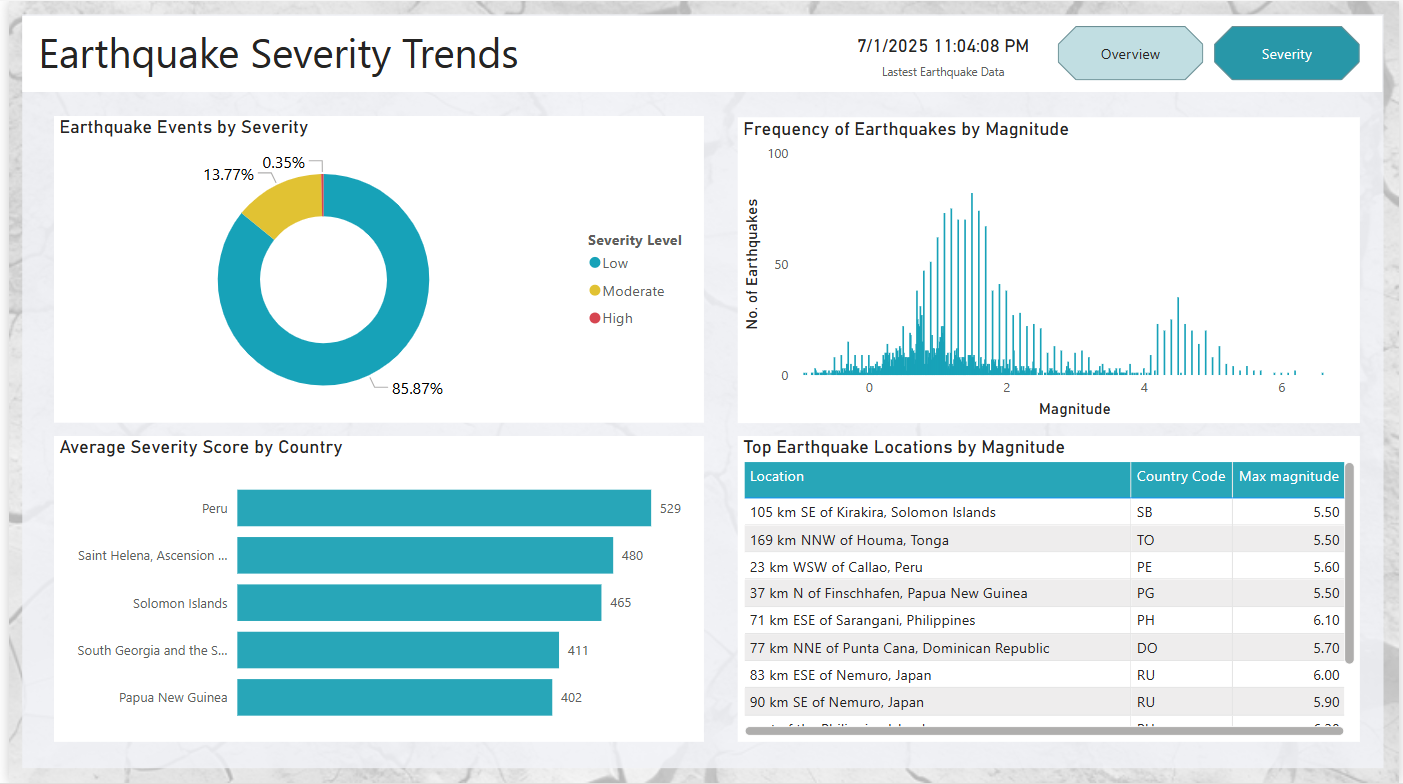 Earthquake Severity Trends
7/1/2025 11:04:08 PM
Lastest Earthquake Data
Overview
Severity
Earthquake Events by Severity
0.35%
13.77%
85.87%
Severity Level
Low
Moderate
High
Frequency of Earthquakes by Magnitude
No. of Earthquakes
100
50
0
0 2 4 6
Magnitude
Average Severity Score by Country
Peru 529
Saint Helena, Ascension ... 480
Solomon Islands 465
South Georgia and the S... 411
Papua New Guinea 402
Top Earthquake Locations by Magnitude
Location Country Code Max magnitude
105 km SE of Kirakira, Solomon Islands SB 5.50
169 km NNW of Houma, Tonga TO 5.50
23 km WSW of Callao, Peru PE 5.60
37 km N of Finschhafen, Papua New Guinea PG 5.50
71 km ESE of Sarangani, Philippines PH 6.10
77 km NNE of Punta Cana, Dominican Republic DO 5.70
83 km ESE of Nemuro, Japan RU 6.00
90 km SE of Nemuro, Japan RU 5.90